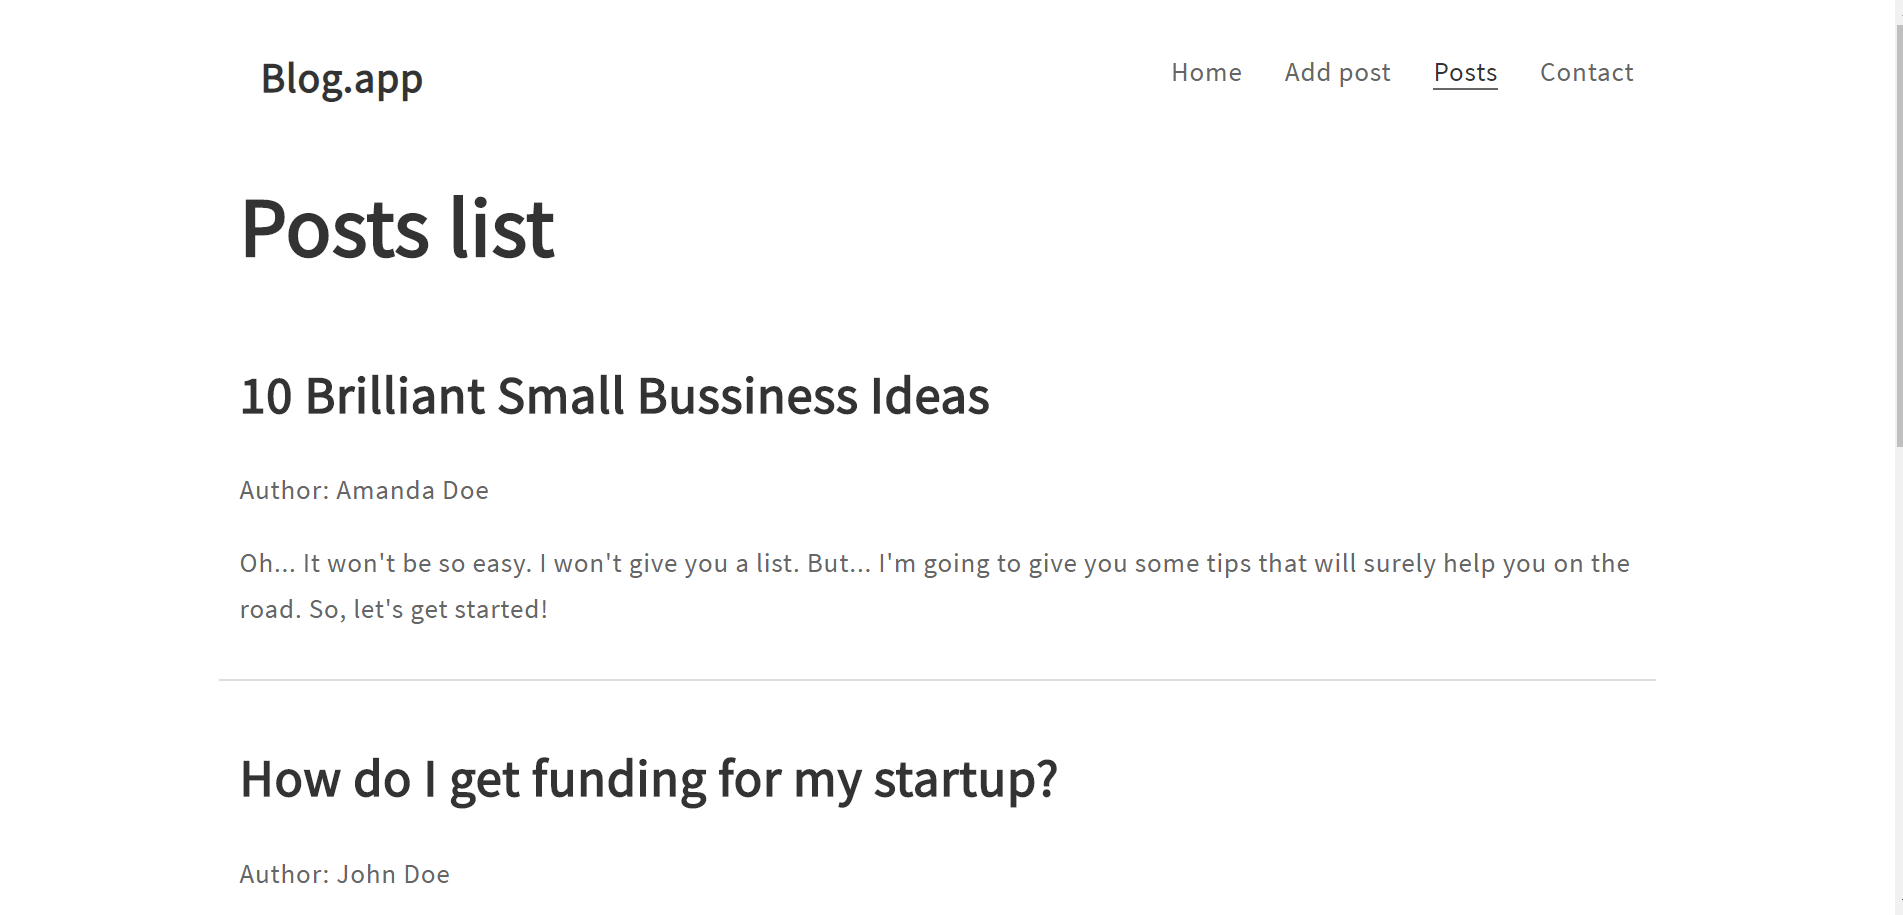 Blog.app
Home Add post Posts Contact
Posts list
10 Brilliant Small Bussiness Ideas
Author: Amanda Doe
Oh... It won't be so easy. I won't give you a list. But... I'm going to give you some tips that will surely help you on the
road. So, let's get started!
How do I get funding for my startup?
Author: John Doe